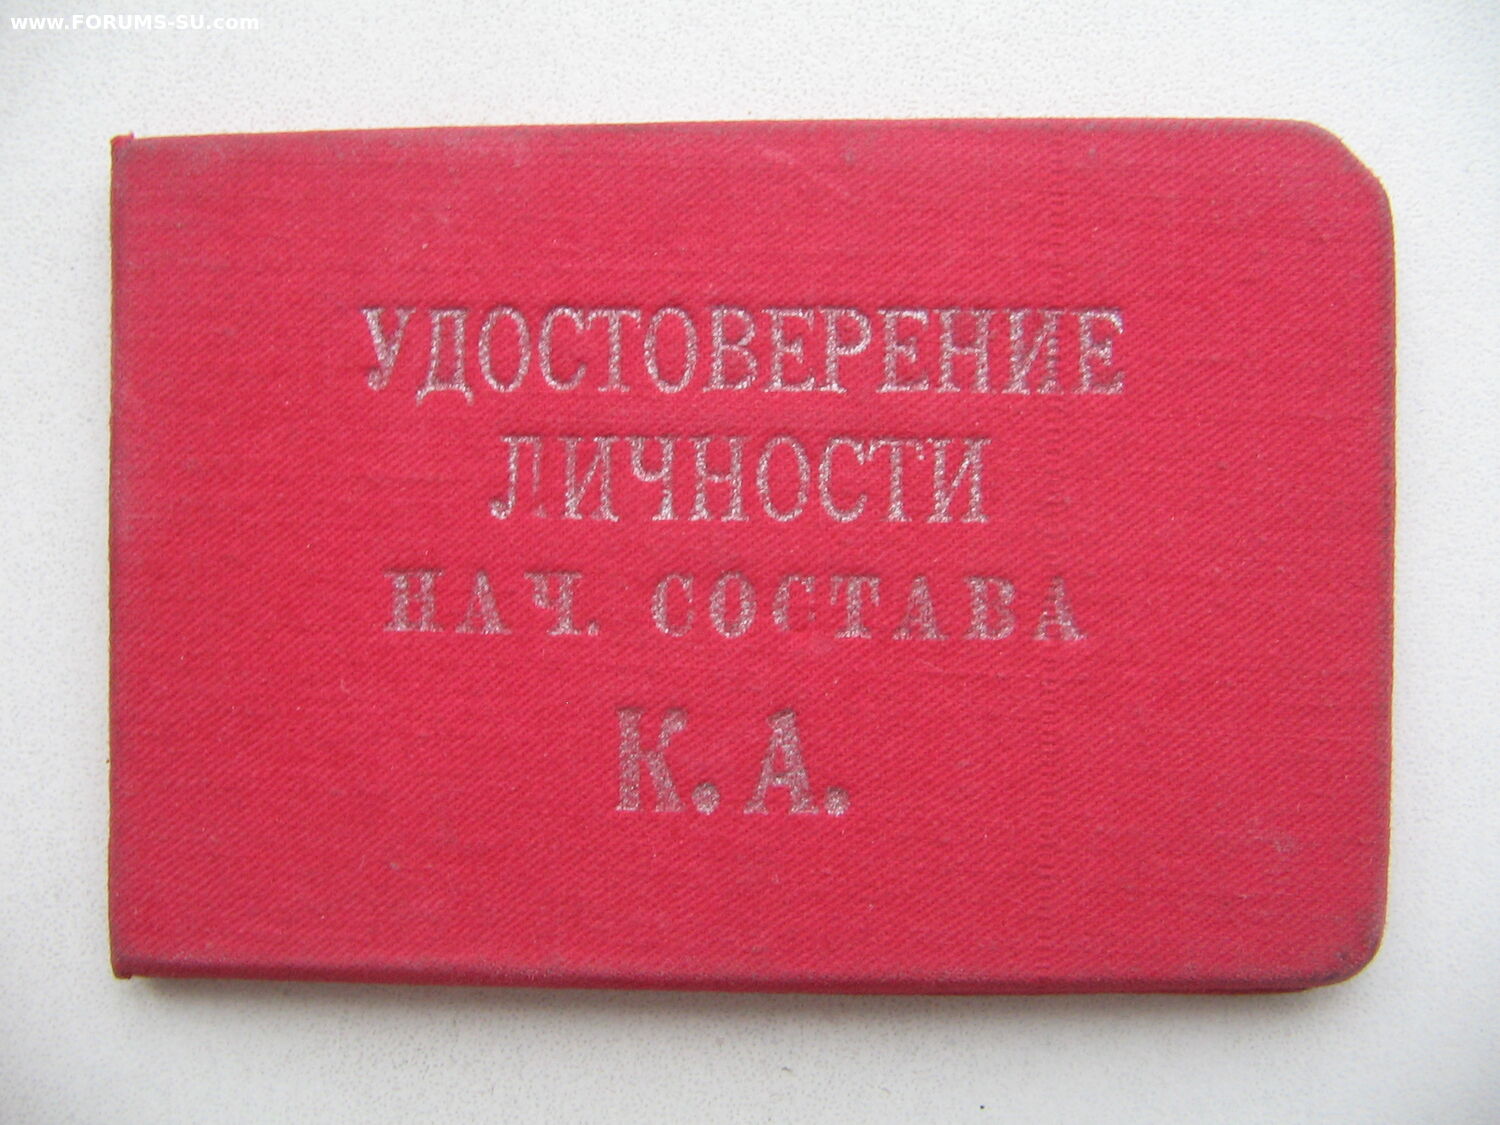 www.FORUMS-SU.com
УДОСТОВЕРЕНИЕ
ЛИЧНОСТИ
НАЧ. СОСТАВА
К. А.